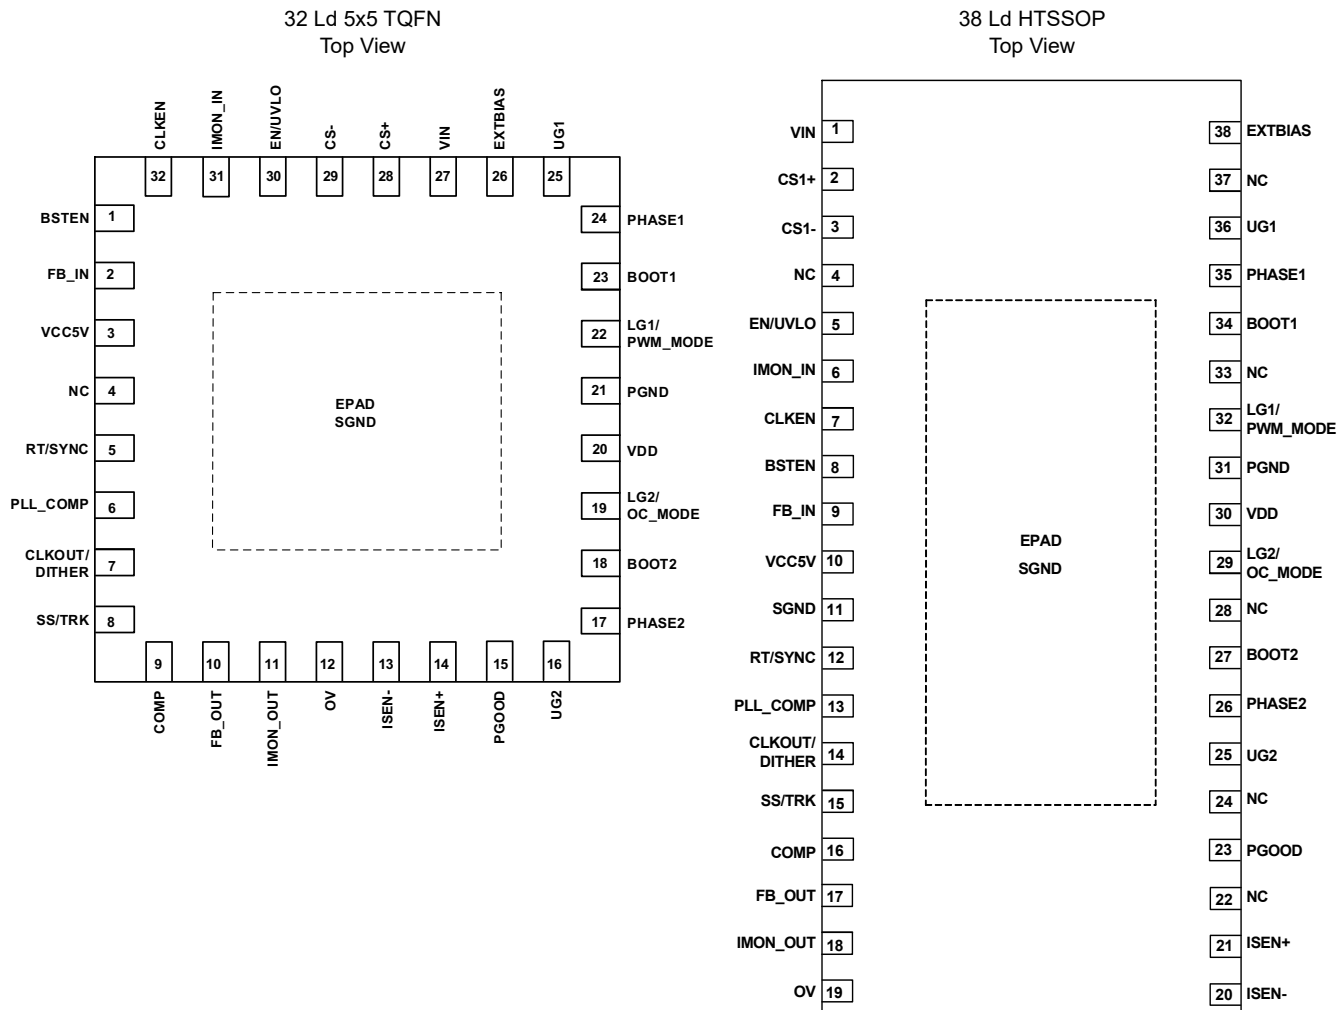 32 Ld 5x5 TQFN
Top View
CLKEN
IMON_IN
EN/UVLO
CS-
CS+
VIN
EXTBIAS
UG1
32
31
30
29
28
27
26
25
BSTEN 1
FB_IN 2
VCC5V 3
NC 4
RT/SYNC 5
PLL_COMP 6
CLKOUT/
DITHER 7
SS/TRK 8
24 PHASE1
23 BOOT1
22 LG1/
PWM_MODE
21 PGND
20 VDD
19 LG2/
OC_MODE
18 BOOT2
17 PHASE2
EPAD
SGND
9
10
11
12
13
14
15
16
COMP
FB_OUT
IMON_OUT
OV
ISEN-
ISEN+
PGOOD
UG2
38 Ld HTSSOP
Top View
VIN 1
CS1+ 2
CS1- 3
NC 4
EN/UVLO 5
IMON_IN 6
CLKEN 7
BSTEN 8
FB_IN 9
VCC5V 10
SGND 11
RT/SYNC 12
PLL_COMP 13
CLKOUT/
DITHER 14
SS/TRK 15
COMP 16
FB_OUT 17
IMON_OUT 18
OV 19
EPAD
SGND
38 EXTBIAS
37 NC
36 UG1
35 PHASE1
34 BOOT1
33 NC
32 LG1/
PWM_MODE
31 PGND
30 VDD
29 LG2/
OC_MODE
28 NC
27 BOOT2
26 PHASE2
25 UG2
24 NC
23 PGOOD
22 NC
21 ISEN+
20 ISEN-